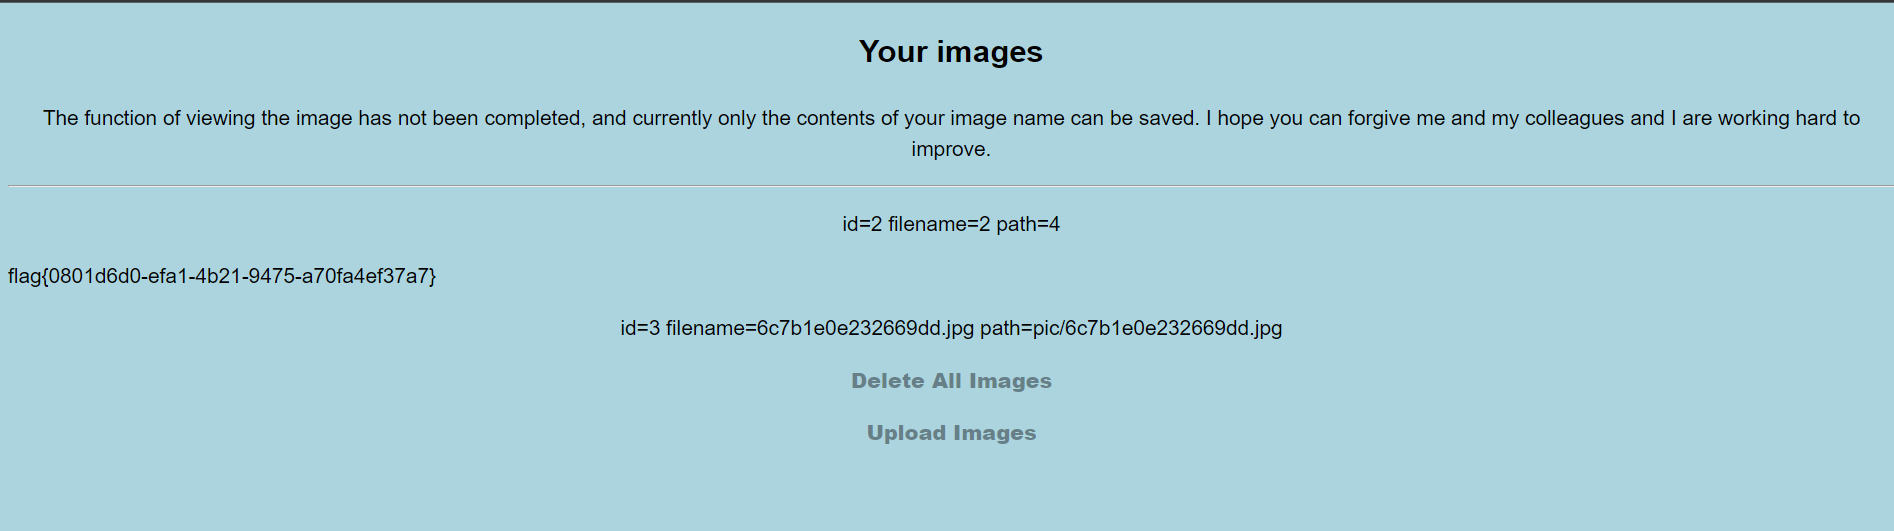 Your images
The function of viewing the image has not been completed, and currently only the contents of your image name can be saved. I hope you can forgive me and my colleagues and I are working hard to
improve.
id=2 filename=2 path=4
flag{0801d6d0-efa1-4b21-9475-a70fa4ef37a7}
id=3 filename=6c7b1e0e232669dd.jpg path=pic/6c7b1e0e232669dd.jpg
Delete All Images
Upload Images